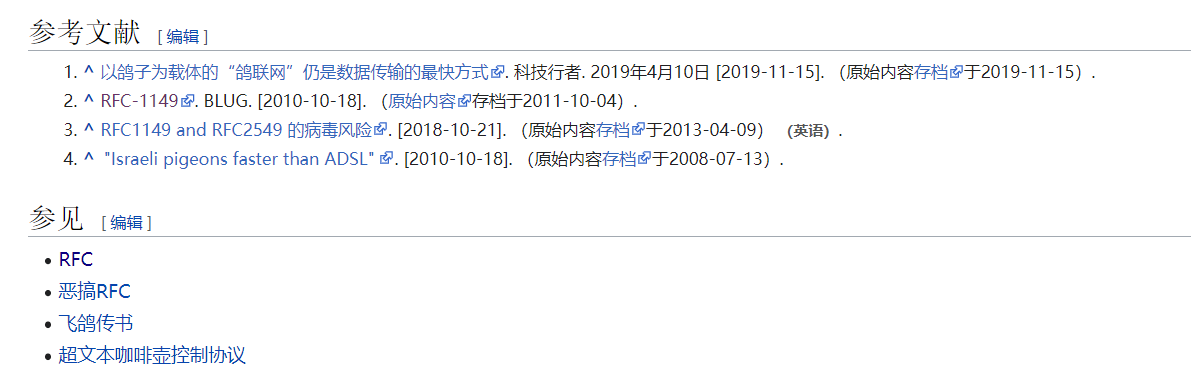 参考文献 [ 编辑 ]
1. ^ 以鸽子为载体的“鸽联网”仍是数据传输的最快方式. 科技行者. 2019年4月10日 [2019-11-15]. （原始内容存档于2019-11-15）.
2. ^ RFC-1149. BLUG. [2010-10-18]. （原始内容存档于2011-10-04）.
3. ^ RFC1149 and RFC2549 的病毒风险. [2018-10-21]. （原始内容存档于2013-04-09） （英语）.
4. ^ "Israeli pigeons faster than ADSL" . [2010-10-18]. （原始内容存档于2008-07-13）.
参见 [ 编辑 ]
• RFC
• 恶搞RFC
• 飞鸽传书
• 超文本咖啡壶控制协议